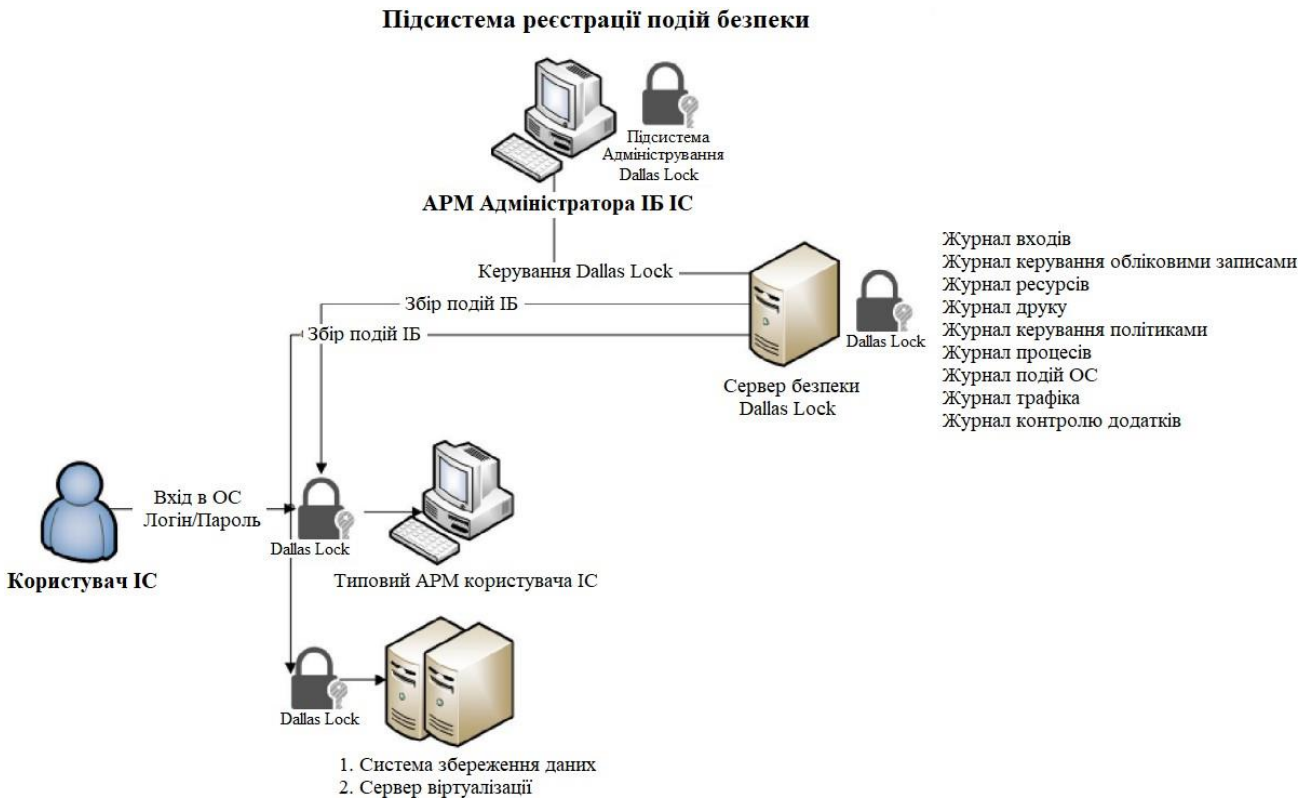 Підсистема реєстрації подій безпеки
Підсистема
Адміністрування
Dallas Lock
АРМ Адміністратора ІБ ІС
Керування Dallas Lock
Збір подій ІБ
Збір подій ІБ
Dallas Lock
Сервер безпеки
Dallas Lock
Журнал входів
Журнал керування обліковими записами
Журнал ресурсів
Журнал друку
Журнал керування політиками
Журнал процесів
Журнал подій ОС
Журнал трафіка
Журнал контролю додатків
Вхід в ОС
Логін/Пароль
Dallas Lock
Користувач ІС
Типовий АРМ користувача ІС
Dallas Lock
1. Система збереження даних
2. Сервер віртуалізації